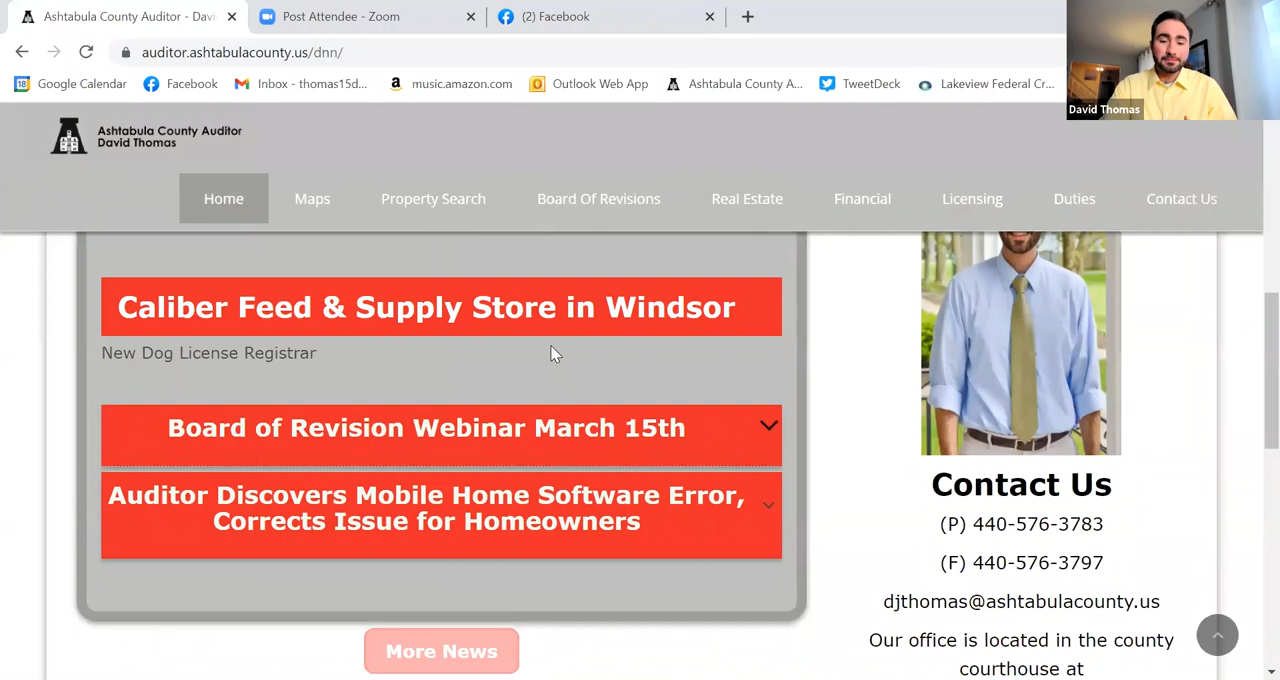 Ashtabula County Auditor - Davi
Post Attendee - Zoom
(2) Facebook
auditor.ashtabulacounty.us/dnn/
18
Google Calendar
Facebook
Inbox - thomas15d...
music.amazon.com
Outlook Web App
Ashtabula County A...
TweetDeck
Lakeview Federal Cr...
David Thomas
Ashtabula County Auditor
David Thomas
Home
Maps
Property Search
Board Of Revisions
Real Estate
Financial
Licensing
Duties
Contact Us
Caliber Feed & Supply Store in Windsor
New Dog License Registrar
Board of Revision Webinar March 15th
Auditor Discovers Mobile Home Software Error,
Corrects Issue for Homeowners
More News
Contact Us
(P) 440-576-3783
(F) 440-576-3797
djthomas@ashtabulacounty.us
Our office is located in the county
courthouse at